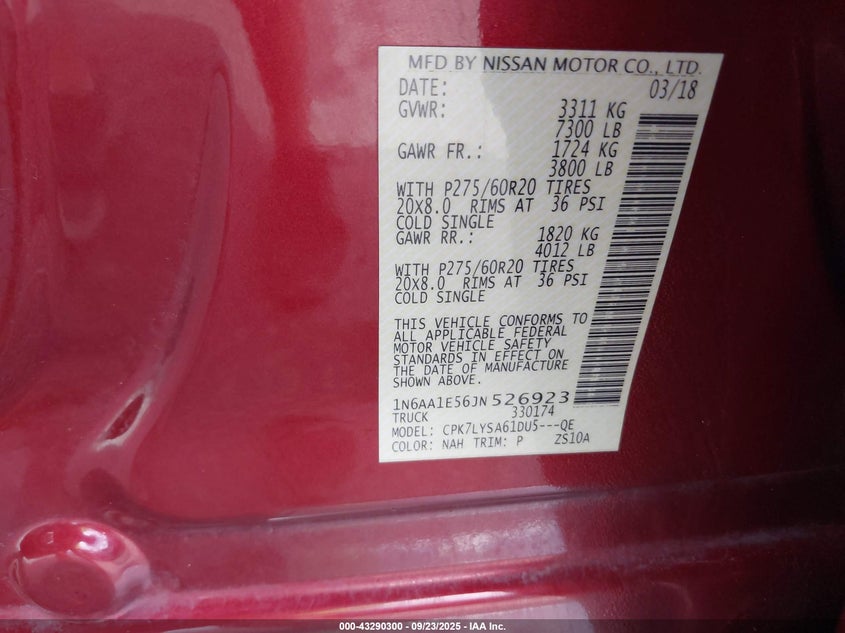 MFD BY NISSAN MOTOR CO., LTD.
DATE: 03/18
GVWR: 3311 KG
7300 LB
GAWR FR.: 1724 KG
3800 LB
WITH P275/60R20 TIRES
20X8.0 RIMS AT 36 PSI
COLD SINGLE
GAWR RR.: 1820 KG
4012 LB
WITH P275/60R20 TIRES
20X8.0 RIMS AT 36 PSI
COLD SINGLE
THIS VEHICLE CONFORMS TO
ALL APPLICABLE FEDERAL
MOTOR VEHICLE SAFETY
STANDARDS IN EFFECT ON
THE DATE OF MANUFACTURE
SHOWN ABOVE.
1N6AA1E56JN526923
TRUCK 330174
MODEL: CPK7LYSA61DU5---QE
COLOR: NAH TRIM: P ZS10A
000-43290300 - 09/23/2025 - IAA Inc.